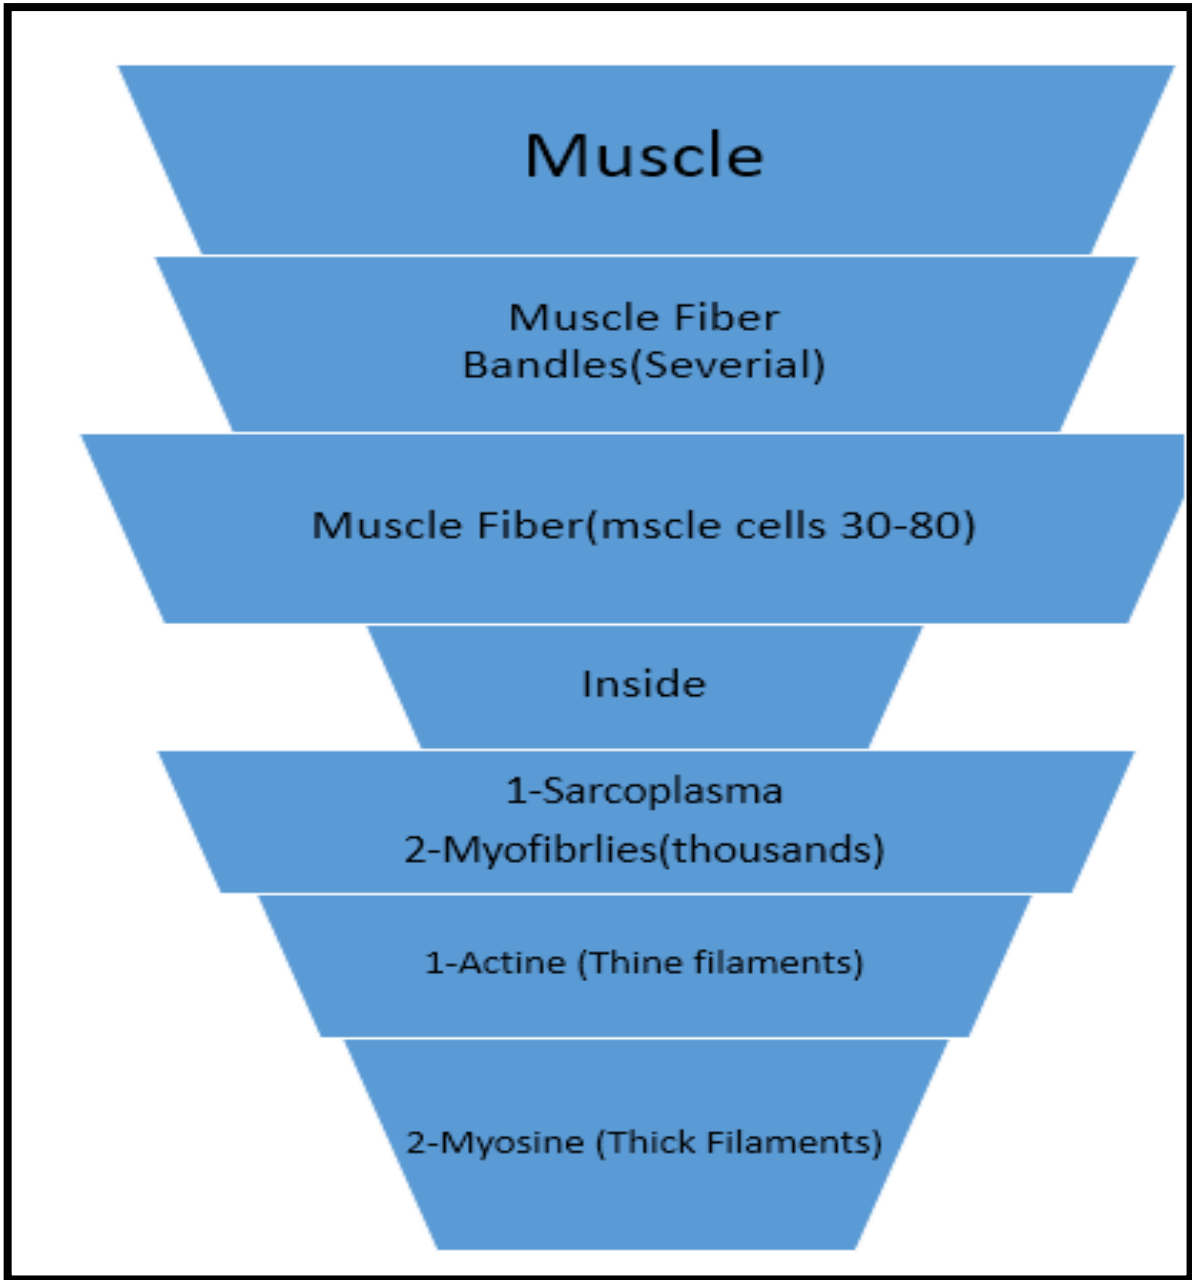 Muscle
Muscle Fiber
Bandles(Severial)
Muscle Fiber(mscle cells 30-80)
Inside
1-Sarcoplasma
2-Myofibrlies(thousands)
1-Actine (Thine filaments)
2-Myosine (Thick Filaments)